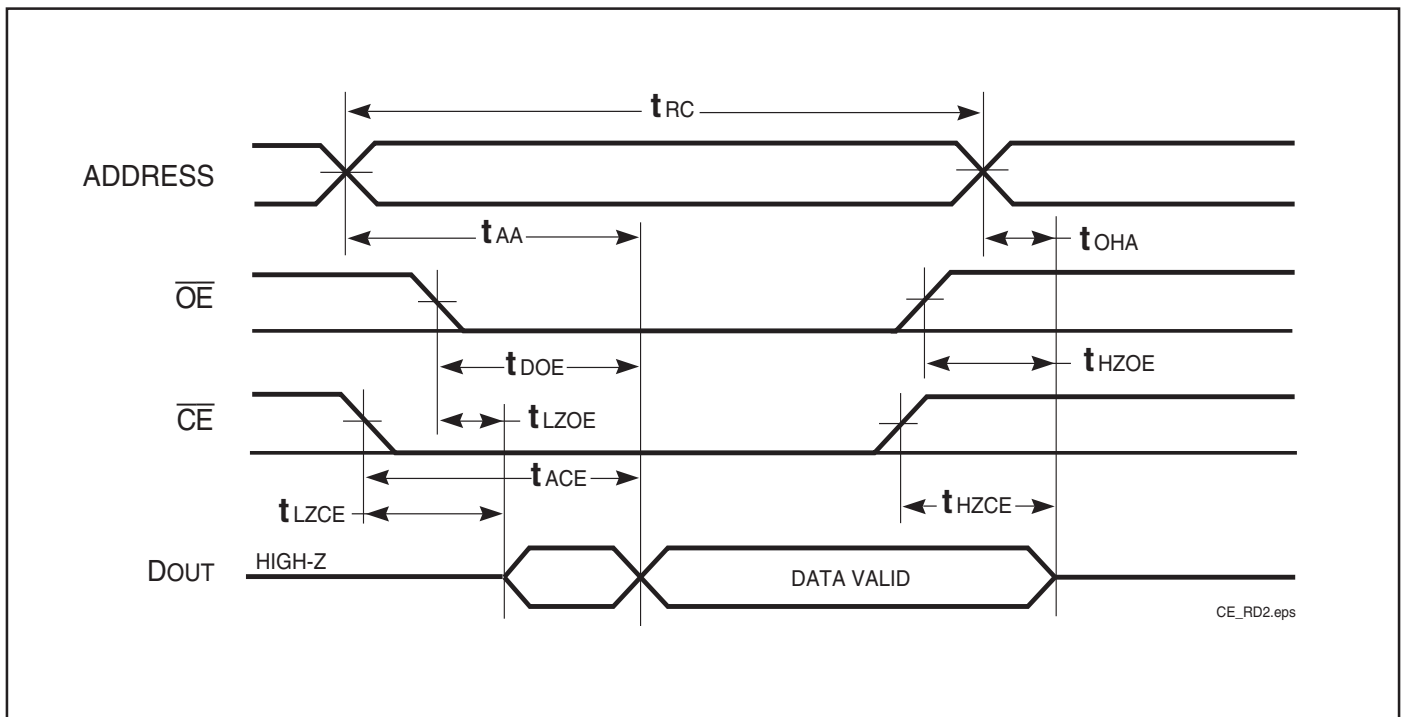 tRC
ADDRESS
tAA
tOHA
OE
tDOE
tHZOE
CE
tLZOE
tACE
tLZCE
tHZCE
DOUT
HIGH-Z
DATA VALID
CE_RD2.eps